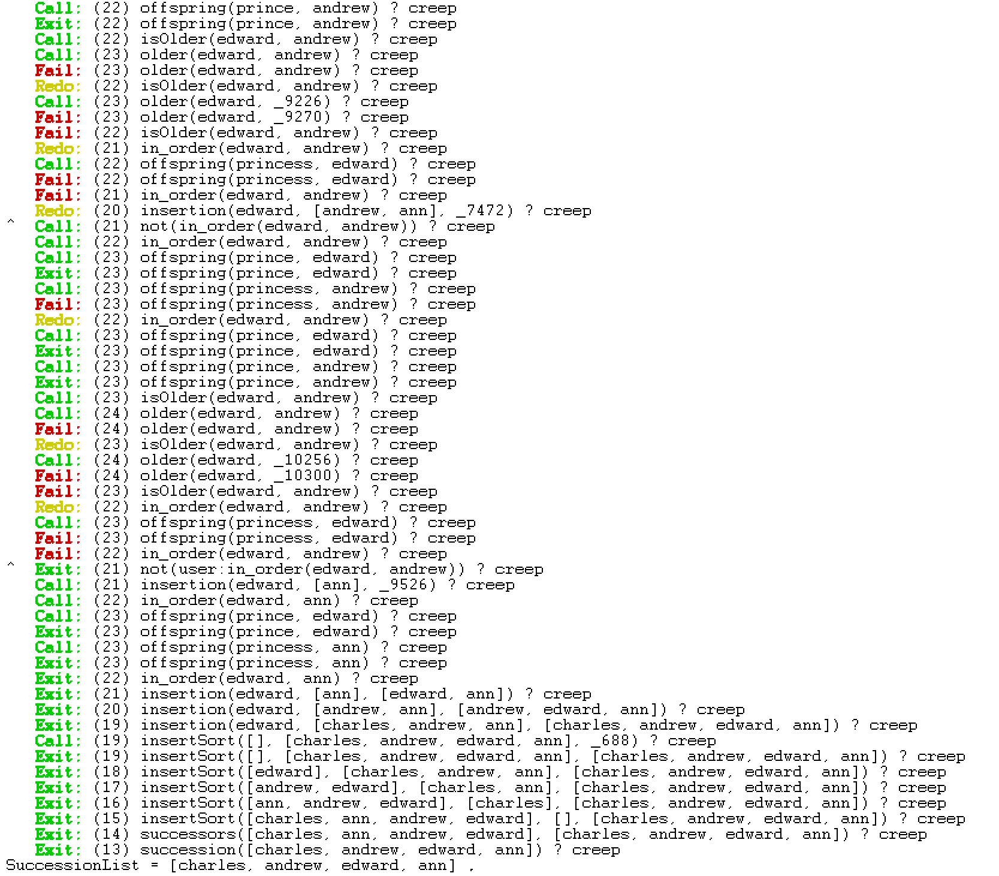 Call: (22) offspring(prince, andrew) ? creep
Exit: (22) offspring(prince, andrew) ? creep
Call: (22) isOlder(edward, andrew) ? creep
Call: (23) older(edward, andrew) ? creep
Fail: (23) older(edward, andrew) ? creep
Redo: (22) isOlder(edward, andrew) ? creep
Call: (23) older(edward, _9226) ? creep
Fail: (23) older(edward, _9270) ? creep
Fail: (22) isOlder(edward, andrew) ? creep
Redo: (21) in_order(edward, andrew) ? creep
Call: (22) offspring(princess, edward) ? creep
Fail: (22) offspring(princess, edward) ? creep
Fail: (21) in_order(edward, andrew) ? creep
Redo: (20) insertion(edward, [andrew, ann], _7472) ? creep
^ Call: (21) not(in_order(edward, andrew)) ? creep
Call: (22) in_order(edward, andrew) ? creep
Call: (23) offspring(prince, edward) ? creep
Exit: (23) offspring(prince, edward) ? creep
Call: (23) offspring(princess, andrew) ? creep
Fail: (23) offspring(princess, andrew) ? creep
Redo: (22) in_order(edward, andrew) ? creep
Call: (23) offspring(prince, edward) ? creep
Exit: (23) offspring(prince, edward) ? creep
Call: (23) offspring(prince, andrew) ? creep
Exit: (23) offspring(prince, andrew) ? creep
Call: (23) isOlder(edward, andrew) ? creep
Call: (24) older(edward, andrew) ? creep
Fail: (24) older(edward, andrew) ? creep
Redo: (23) isOlder(edward, andrew) ? creep
Call: (24) older(edward, _10256) ? creep
Fail: (24) older(edward, _10300) ? creep
Fail: (23) isOlder(edward, andrew) ? creep
Redo: (22) in_order(edward, andrew) ? creep
Call: (23) offspring(princess, edward) ? creep
Fail: (23) offspring(princess, edward) ? creep
Fail: (22) in_order(edward, andrew) ? creep
^ Exit: (21) not(user:in_order(edward, andrew)) ? creep
Call: (21) insertion(edward, [ann], _9526) ? creep
Call: (22) in_order(edward, ann) ? creep
Call: (23) offspring(prince, edward) ? creep
Exit: (23) offspring(prince, edward) ? creep
Call: (23) offspring(princess, ann) ? creep
Exit: (23) offspring(princess, ann) ? creep
Exit: (22) in_order(edward, ann) ? creep
Exit: (21) insertion(edward, [ann], [edward, ann]) ? creep
Exit: (20) insertion(edward, [andrew, ann], [andrew, edward, ann]) ? creep
Exit: (19) insertion(edward, [charles, andrew, ann], [charles, andrew, edward, ann]) ? creep
Call: (19) insertSort([], [charles, andrew, edward, ann], _688) ? creep
Exit: (19) insertSort([], [charles, andrew, edward, ann], [charles, andrew, edward, ann]) ? creep
Exit: (18) insertSort([edward], [charles, andrew, ann], [charles, andrew, edward, ann]) ? creep
Exit: (17) insertSort([andrew, edward], [charles, ann], [charles, andrew, edward, ann]) ? creep
Exit: (16) insertSort([ann, andrew, edward], [charles], [charles, andrew, edward, ann]) ? creep
Exit: (15) insertSort([charles, ann, andrew, edward], [], [charles, andrew, edward, ann]) ? creep
Exit: (14) successors([charles, ann, andrew, edward], [charles, andrew, edward, ann]) ? creep
Exit: (13) succession([charles, andrew, edward, ann]) ? creep
SuccessionList = [charles, andrew, edward, ann] .